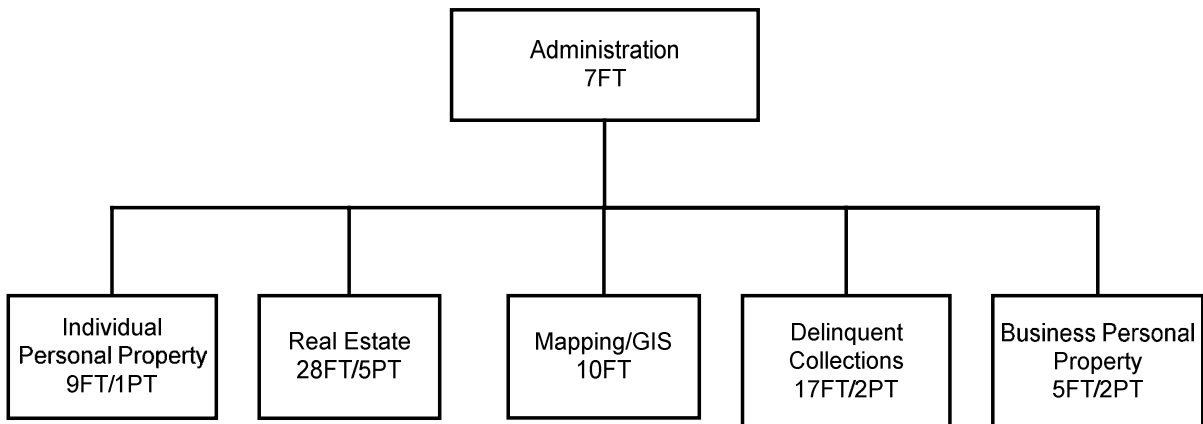 Administration
7FT
Individual
Personal Property
9FT/1PT
Real Estate
28FT/5PT
Mapping/GIS
10FT
Delinquent
Collections
17FT/2PT
Business Personal
Property
5FT/2PT